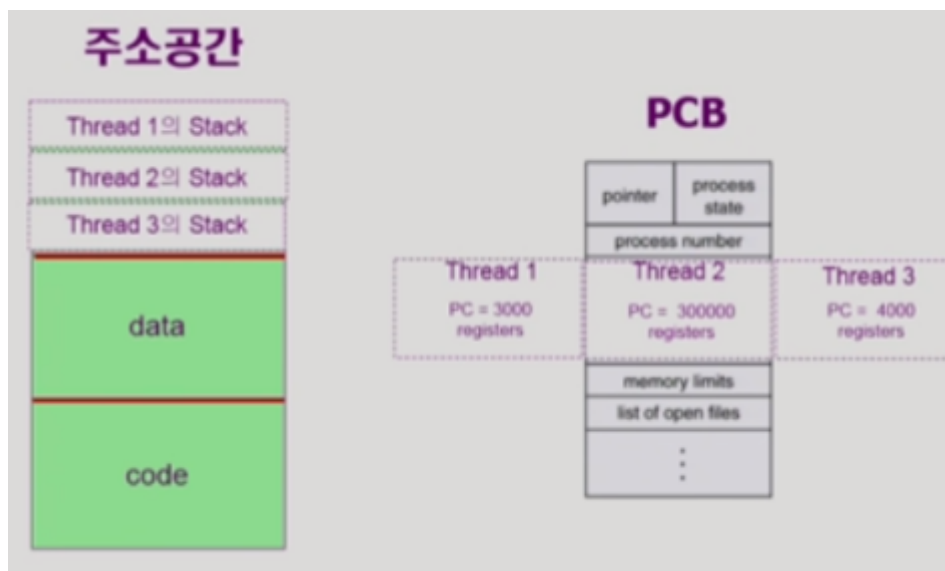 주소공간
Thread 1의 Stack
Thread 2의 Stack
Thread 3의 Stack
data
code
PCB
pointer
process
state
process number
Thread 1
PC = 3000
registers
Thread 2
PC = 300000
registers
Thread 3
PC = 4000
registers
memory limits
list of open files